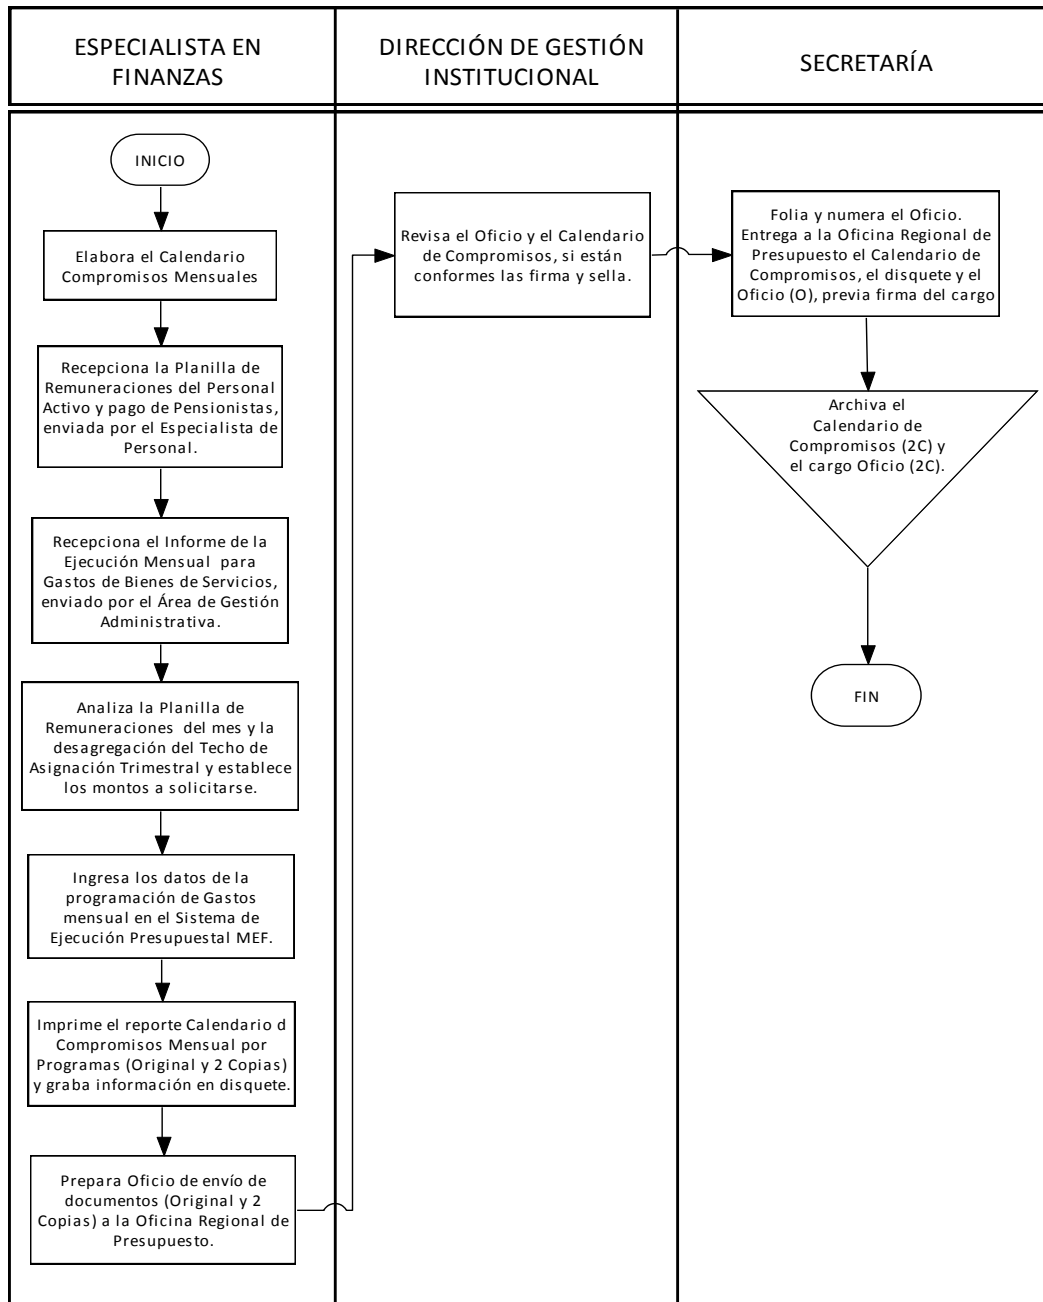 ESPECIALISTA EN
FINANZAS
DIRECCIÓN DE GESTIÓN
INSTITUCIONAL
SECRETARÍA
INICIO
Elabora el Calendario
Compromisos Mensuales
Recepciona la Planilla de
Remuneraciones del Personal
Activo y pago de Pensionistas,
enviada por el Especialista de
Personal.
Recepciona el Informe de la
Ejecución Mensual para
Gastos de Bienes de Servicios,
enviado por el Área de Gestión
Administrativa.
Analiza la Planilla de
Remuneraciones del mes y la
desagregación del Techo de
Asignación Trimestral y establece
los montos a solicitarse.
Ingresa los datos de la
programación de Gastos
mensual en el Sistema de
Ejecución Presupuestal MEF.
Imprime el reporte Calendario d
Compromisos Mensual por
Programas (Original y 2 Copias)
y graba información en disquete.
Prepara Oficio de envío de
documentos (Original y 2
Copias) a la Oficina Regional de
Presupuesto.
Revisa el Oficio y el Calendario
de Compromisos, si están
conformes las firma y sella.
Folia y numera el Oficio.
Entrega a la Oficina Regional de
Presupuesto el Calendario de
Compromisos, el disquete y el
Oficio (O), previa firma del cargo
Archiva el
Calendario de
Compromisos (2C) y
el cargo Oficio (2C).
FIN